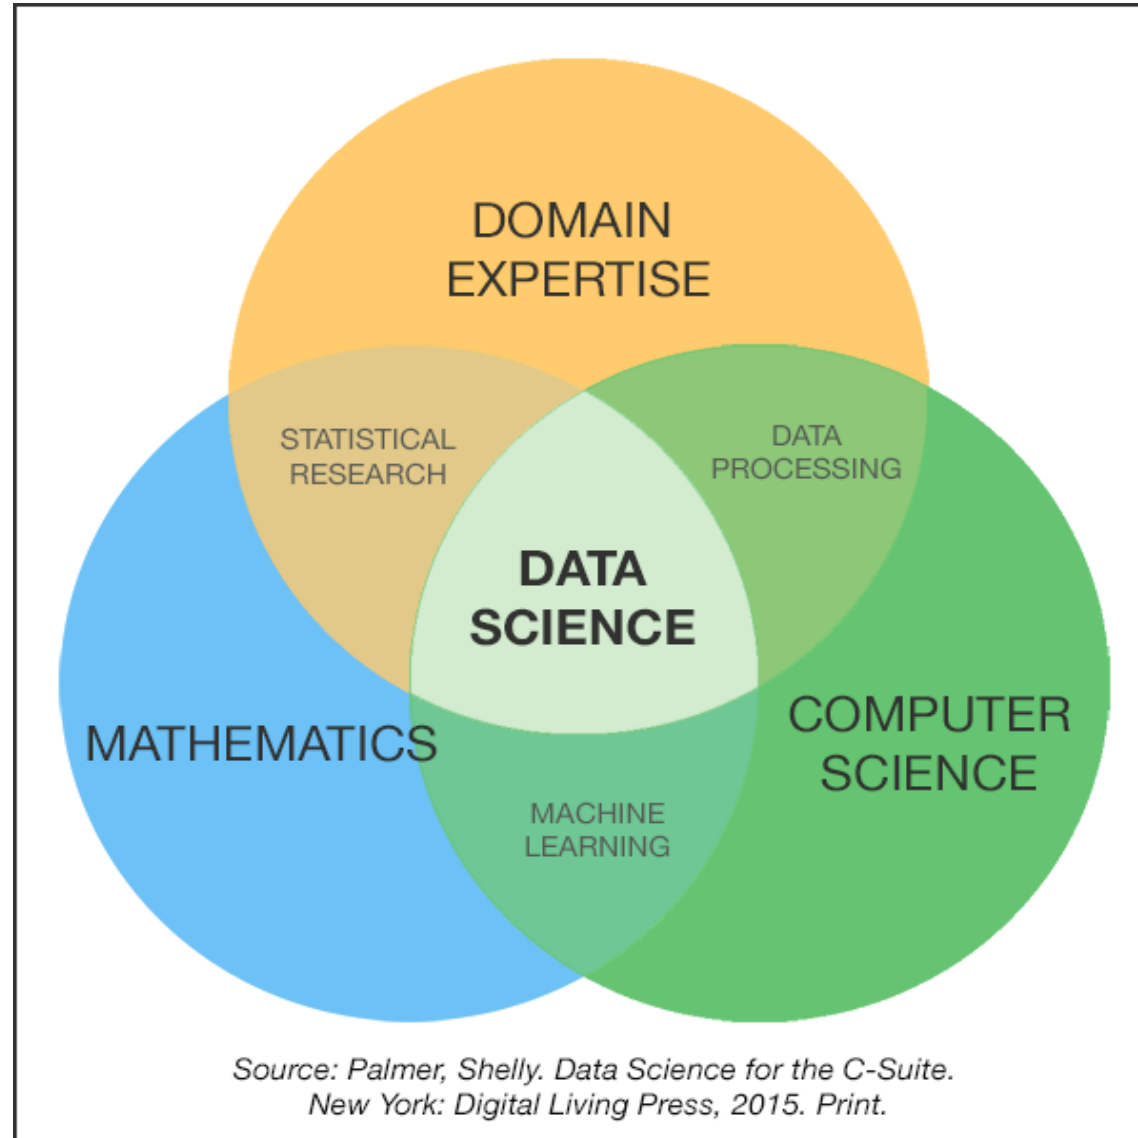 DOMAIN
EXPERTISE
STATISTICAL
RESEARCH
DATA
PROCESSING
DATA
SCIENCE
MATHEMATICS
COMPUTER
SCIENCE
MACHINE
LEARNING
Source: Palmer, Shelly. Data Science for the C-Suite.
New York: Digital Living Press, 2015. Print.